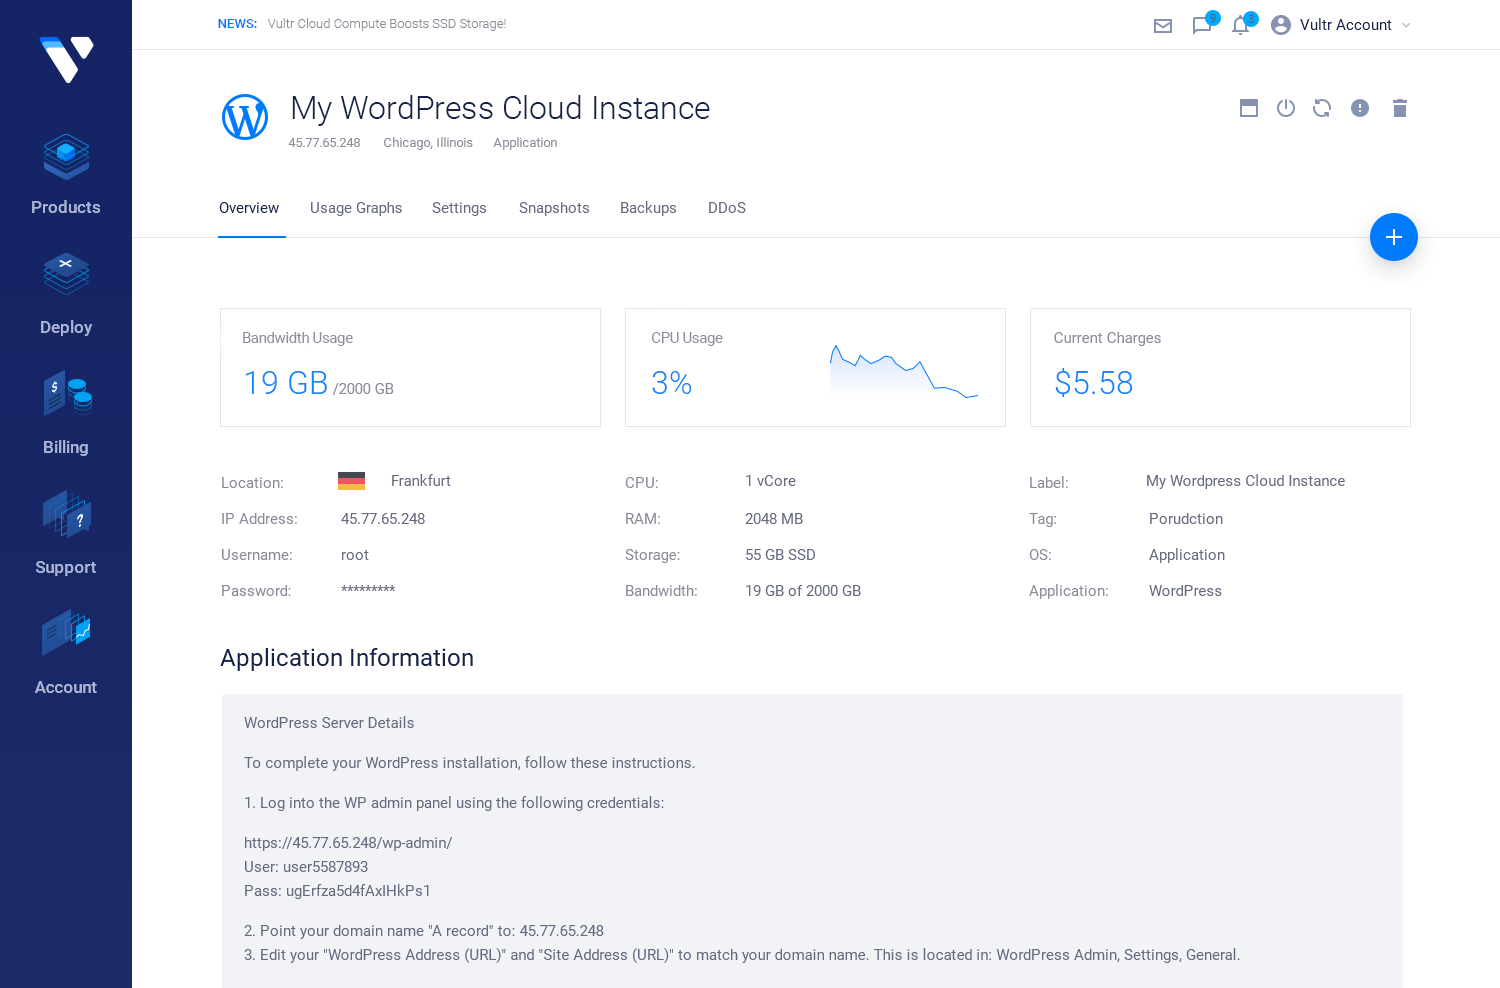 NEWS: Vultr Cloud Compute Boosts SSD Storage!
9
3
Vultr Account
My WordPress Cloud Instance
45.77.65.248 Chicago, Illinois Application
Products
Deploy
$
Billing
?
Support
Account
Overview Usage Graphs Settings Snapshots Backups DDoS
Bandwidth Usage
19 GB /2000 GB
CPU Usage
3%
Current Charges
$5.58
Location: Frankfurt
IP Address: 45.77.65.248
Username: root
Password: *********
CPU: 1 vCore
RAM: 2048 MB
Storage: 55 GB SSD
Bandwidth: 19 GB of 2000 GB
Label: My Wordpress Cloud Instance
Tag: Porudction
OS: Application
Application: WordPress
Application Information
WordPress Server Details
To complete your WordPress installation, follow these instructions.
1. Log into the WP admin panel using the following credentials:
https://45.77.65.248/wp-admin/
User: user5587893
Pass: ugErfza5d4fAxIHkPs1
2. Point your domain name "A record" to: 45.77.65.248
3. Edit your "WordPress Address (URL)" and "Site Address (URL)" to match your domain name. This is located in: WordPress Admin, Settings, General.